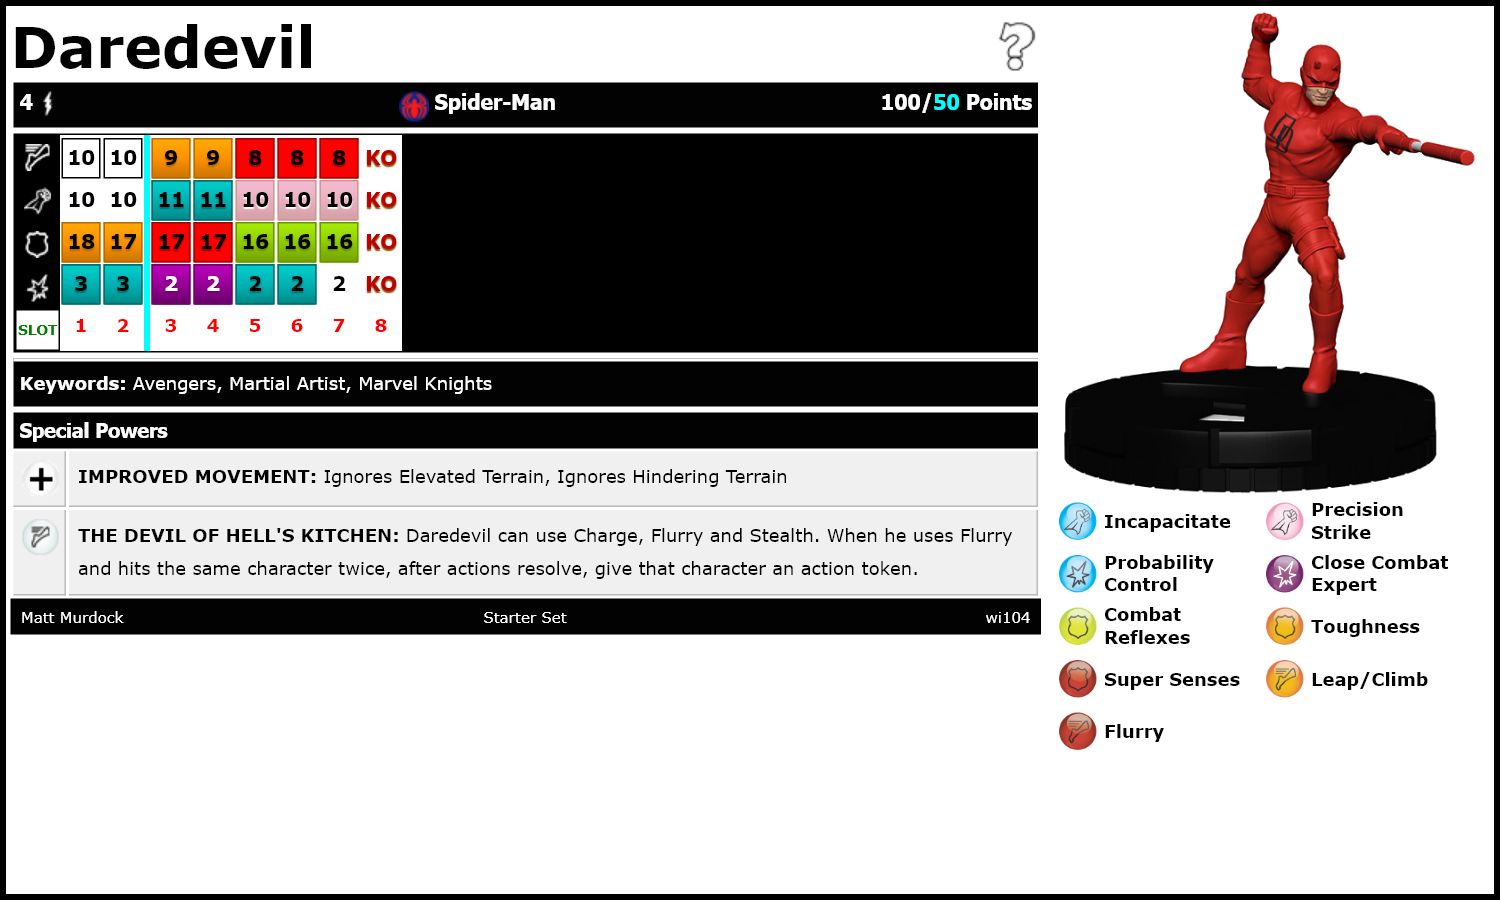 Daredevil
4 Spider-Man 100/50 Points
10 10 9 9 8 8 8 KO
10 10 11 11 10 10 10 KO
18 17 17 17 16 16 16 KO
3 3 2 2 2 2 2 KO
SLOT 1 2 3 4 5 6 7 8
Keywords: Avengers, Martial Artist, Marvel Knights
Special Powers
IMPROVED MOVEMENT: Ignores Elevated Terrain, Ignores Hindering Terrain
THE DEVIL OF HELL'S KITCHEN: Daredevil can use Charge, Flurry and Stealth. When he uses Flurry
and hits the same character twice, after actions resolve, give that character an action token.
Matt Murdock Starter Set wi104
Incapacitate
Precision
Strike
Probability
Control
Close Combat
Expert
Combat
Reflexes
Toughness
Super Senses
Leap/Climb
Flurry